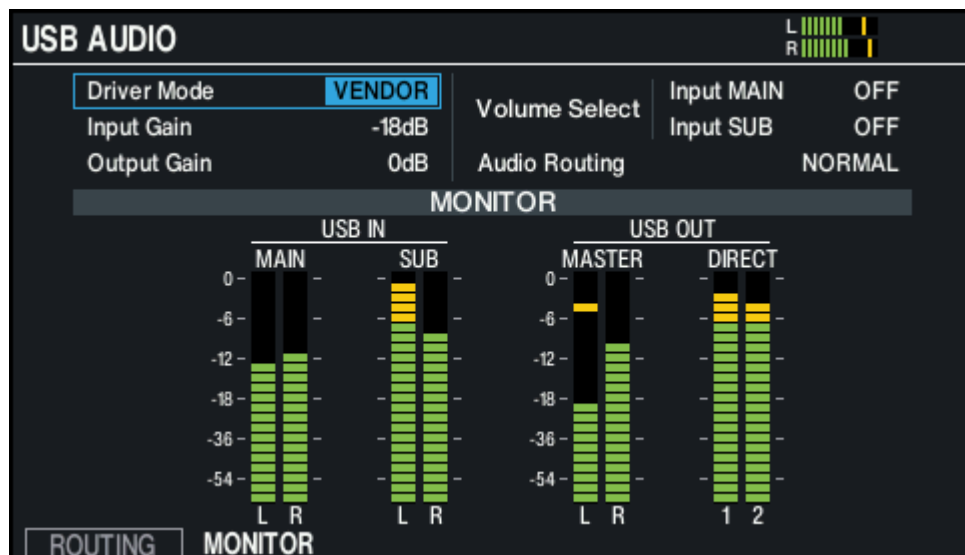 USB AUDIO
L
R
Driver Mode VENDOR
Input Gain -18dB
Output Gain 0dB
Volume Select
Input MAIN OFF
Input SUB OFF
Audio Routing NORMAL
MONITOR
USB IN USB OUT
MAIN SUB MASTER DIRECT
0 0
-6 -6
-12 -12
-18 -18
-36 -36
-54 -54
L R L R L R 1 2
ROUTING MONITOR